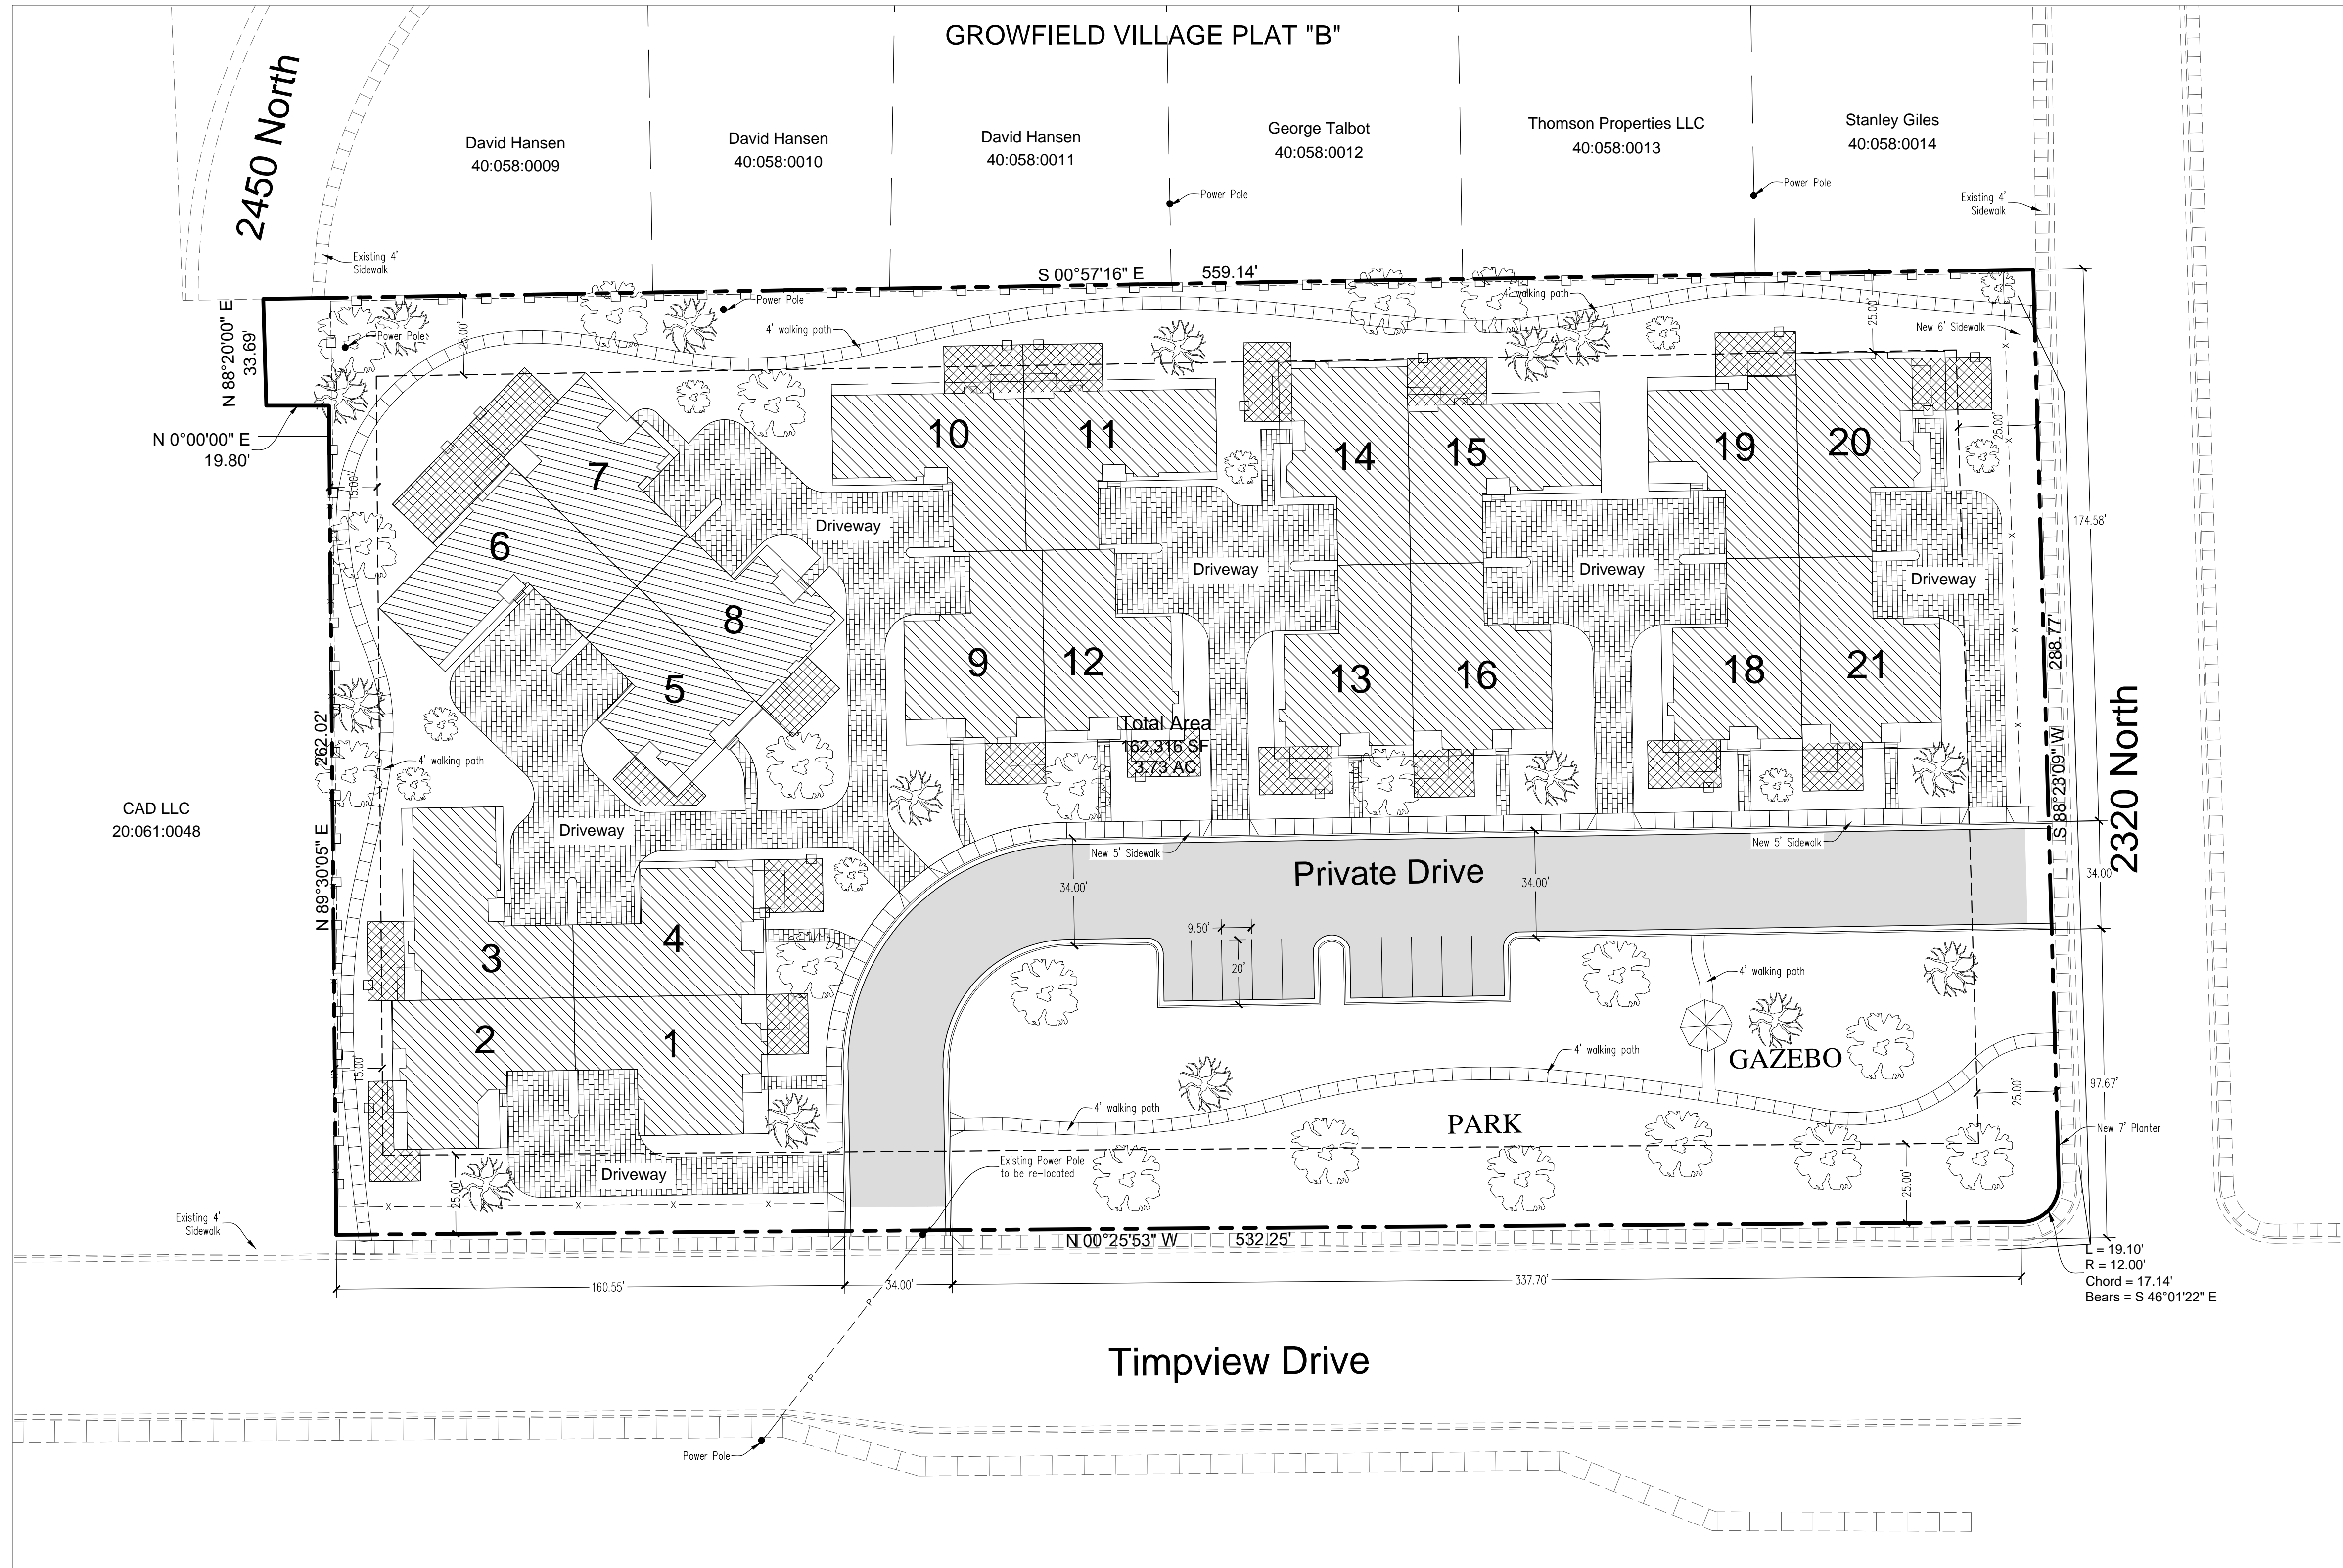 GROWFIELD VILLAGE PLAT "B"
2450 North
David Hansen
40:058:0009
David Hansen
40:058:0010
David Hansen
40:058:0011
George Talbot
40:058:0012
Thomson Properties LLC
40:058:0013
Stanley Giles
40:058:0014
Power Pole
Power Pole
Existing 4'
Sidewalk
Existing 4'
Sidewalk
S 00°57'16" E 559.14'
Power Pole
4' walking path
4' walking path
New 6' Sidewalk
Power Pole
25.00'
25.00'
N 88°20'00" E
33.69'
N 0°00'00" E
19.80'
15.00'
25.00'
10
11
14
15
19
20
7
6
8
5
Driveway
Driveway
Driveway
Driveway
174.58'
9
12
13
16
18
21
Total Area
162,316 SF
3.73 AC
N 89°30'05" E 262.02'
4' walking path
S 88°23'09" W 288.77'
2320 North
CAD LLC
20:061:0048
Driveway
New 5' Sidewalk
New 5' Sidewalk
Private Drive
34.00'
34.00'
34.00'
9.50'
20'
3
4
2
1
4' walking path
4' walking path
GAZEBO
15.00'
97.67'
25.00'
4' walking path
PARK
New 7' Planter
Existing Power Pole
to be re-located
Driveway
25.00'
25.00'
x x x x x
x x x x x
Existing 4'
Sidewalk
N 00°25'53" W 532.25'
L = 19.10'
R = 12.00'
Chord = 17.14'
Bears = S 46°01'22" E
160.55'
34.00'
337.70'
P
P
Timpview Drive
Power Pole